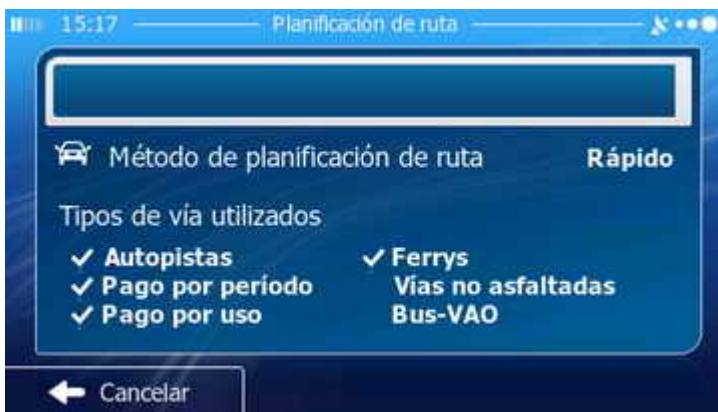 15:17 Planificación de ruta
Método de planificación de ruta Rápido
Tipos de vía utilizados
Autopistas Ferrys
Pago por período Vías no asfaltadas
Pago por uso Bus-VAO
Cancelar